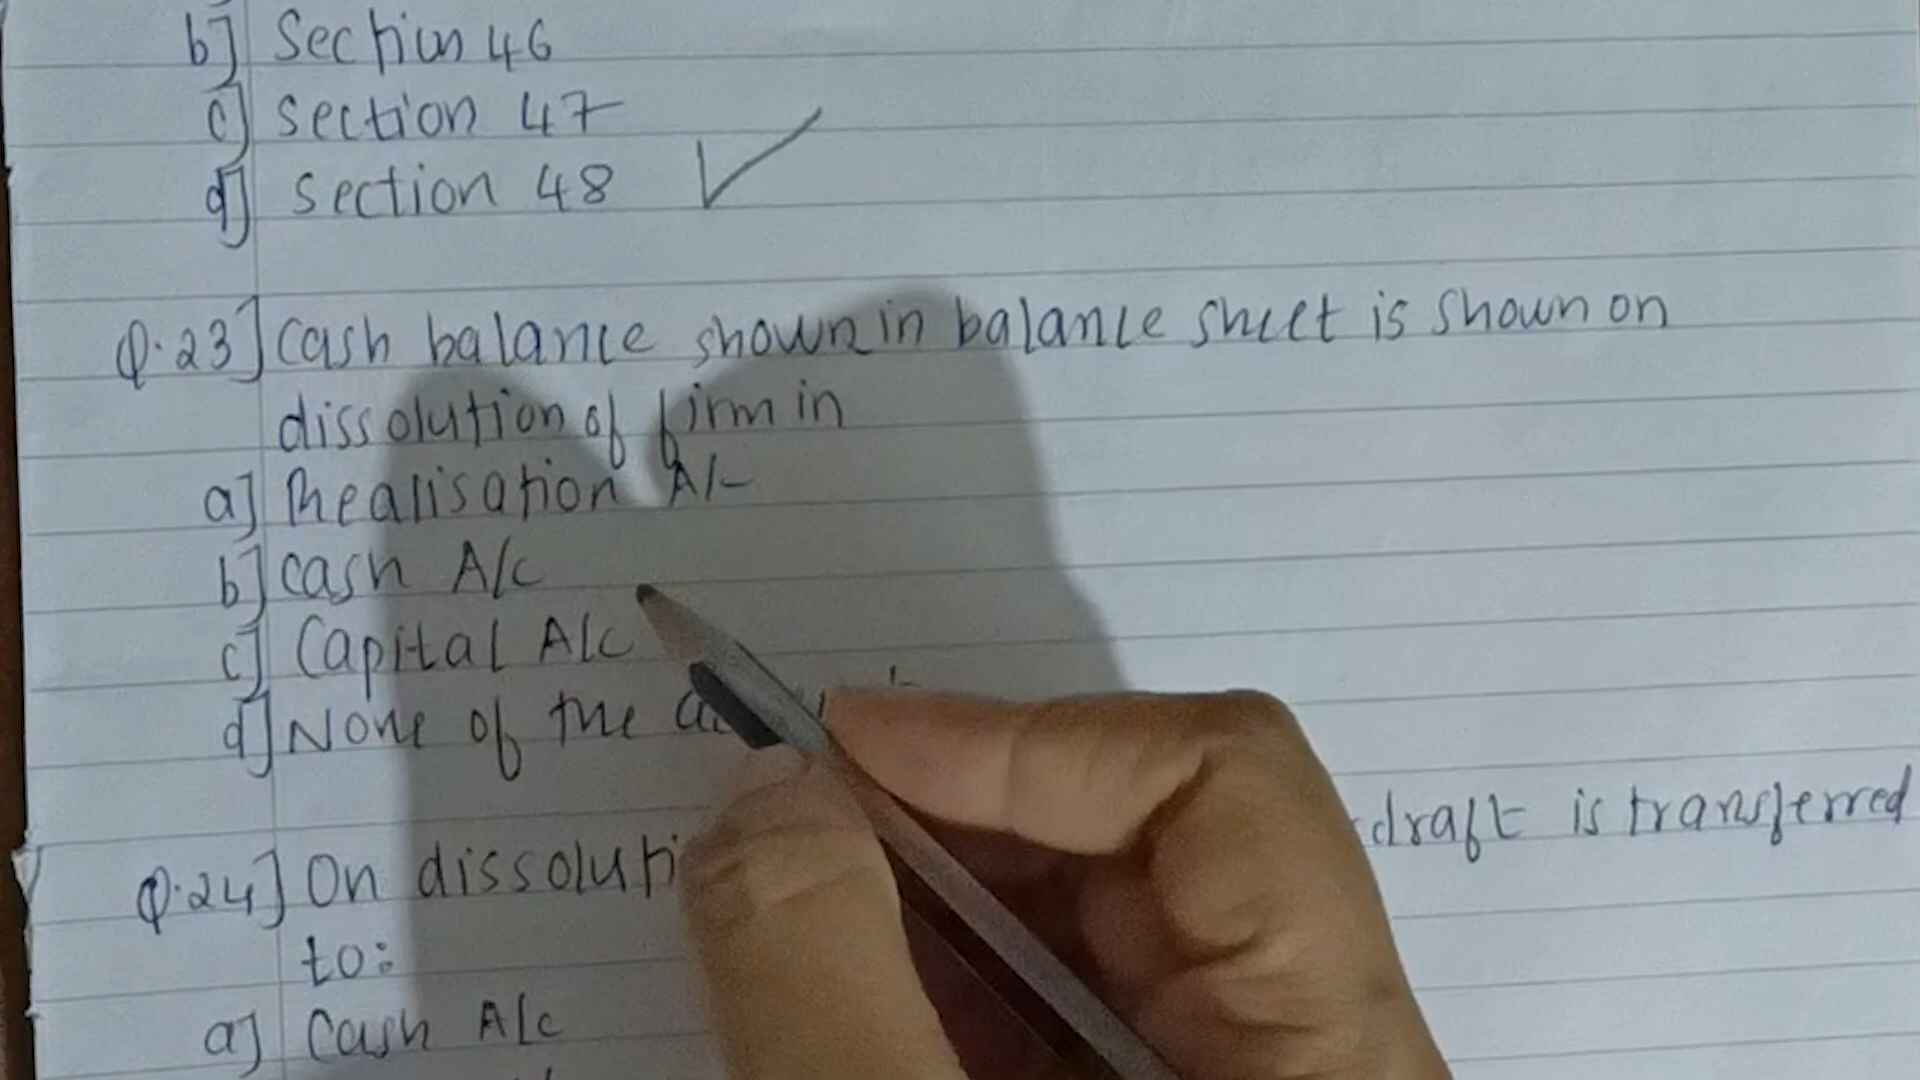 b] Section 46
c] section 47
d] section 48
Q.23] Cash balance shown in balance sheet is shown on
dissolution of firm in
a] Realisation A/c
b] Cash A/c
c] Capital A/c
d] None of the
Q.24] On draft is transferred
to:
a] Cash A/c